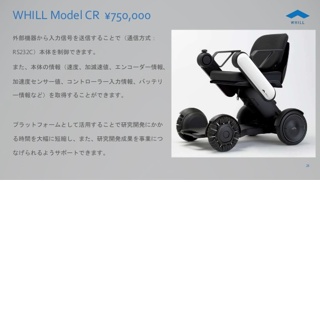 WHILL Model CR ¥750,000
WHILL
外部機器から入力信号を送信することで（通信方式：
RS232C）本体を制御できます。
また、本体の情報（速度、加減速値、エンコーダー情報、
加速度センサー値、コントローラー入力情報、バッテリ
ー情報など）を取得することができます。
プラットフォームとして活用することで研究開発にかか
る時間を大幅に短縮し、また、研究開発成果を事業につ
なげられるようサポートできます。